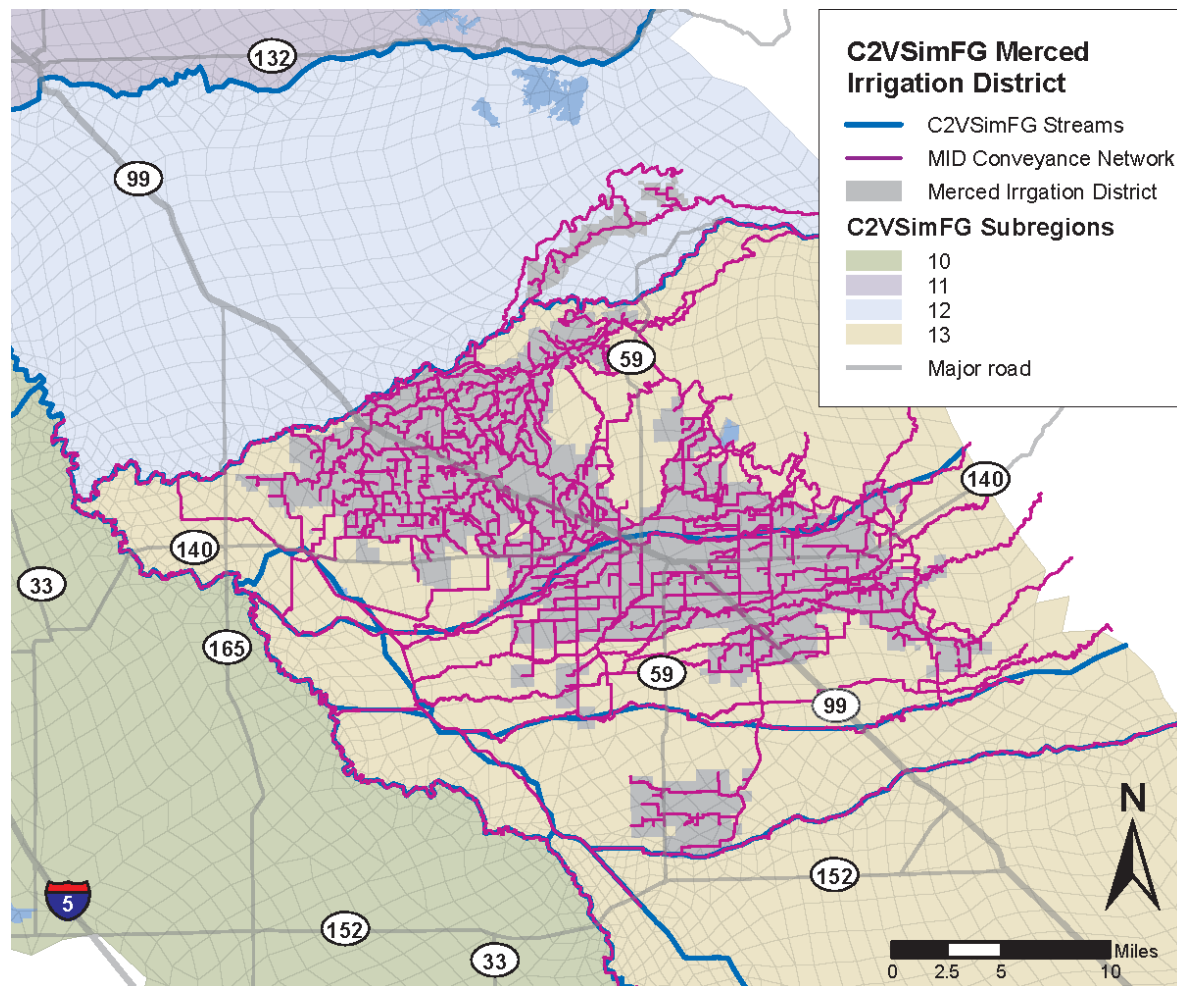 C2VSimFG Merced
Irrigation District
C2VSimFG Streams
MID Conveyance Network
Merced Irrgation District
C2VSimFG Subregions
10
11
12
13
Major road
132
99
59
140
140
33
165
59
99
152
5
152
33
N
Miles
0 2.5 5 10